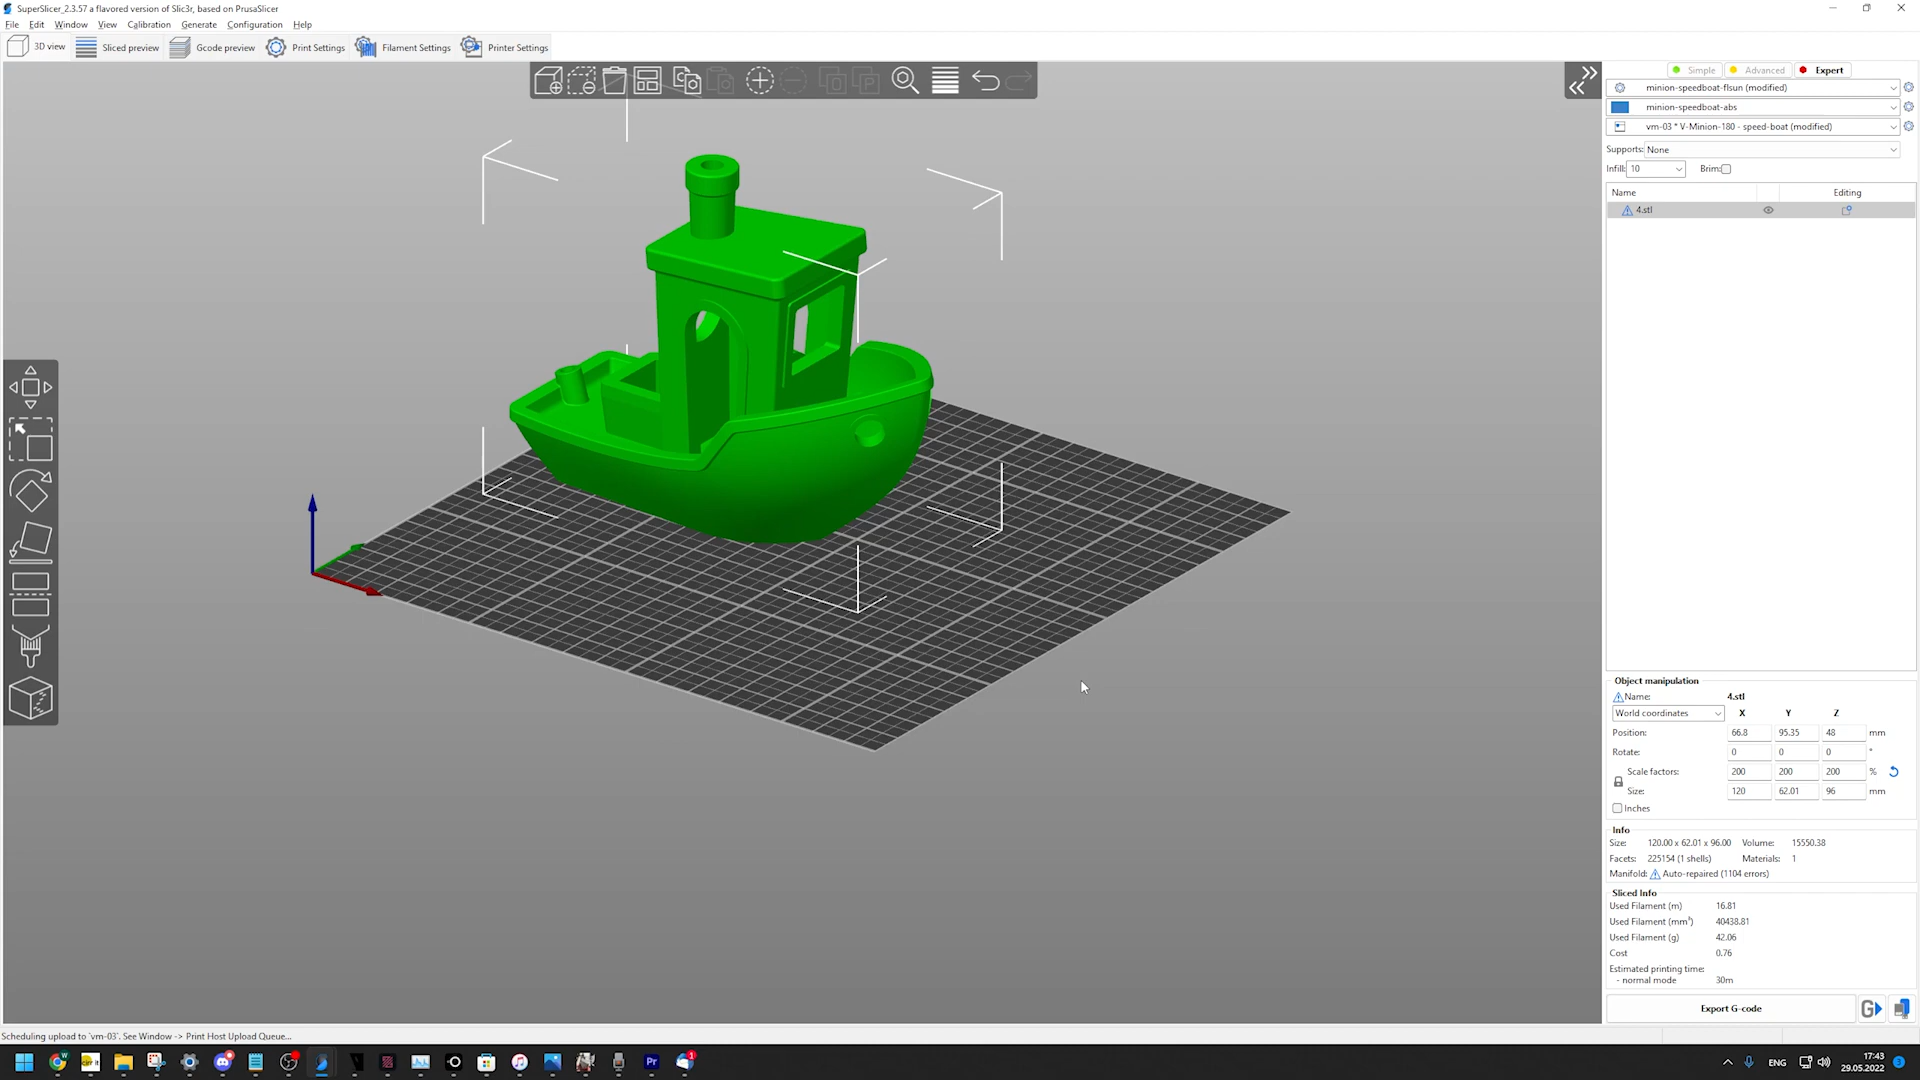 SuperSlicer_2.3.57 a flavored version of Slic3r, based on PrusaSlicer
File Edit Window View Calibration Generate Configuration Help
3D view Sliced preview Gcode preview Print Settings Filament Settings Printer Settings
Simple Advanced Expert
minion-speedboat-flsun (modified)
minion-speedboat-abs
vm-03 * V-Minion-180 - speed-boat (modified)
Supports: None
Infill: 10 Brim:
Name Editing
4.stl
Object manipulation
Name: 4.stl
World coordinates X Y Z
Position: 66.8 95.35 48 mm
Rotate: 0 0 0 °
Scale factors: 200 200 200 %
Size: 120 62.01 96 mm
Inches
Info
Size: 120.00 x 62.01 x 96.00 Volume: 15550.38
Facets: 225154 (1 shells) Materials: 1
Manifold: Auto-repaired (1104 errors)
Sliced Info
Used Filament (m) 16.81
Used Filament (mm³) 40438.81
Used Filament (g) 42.06
Cost 0.76
Estimated printing time:
- normal mode 30m
Export G-code
Scheduling upload to `vm-03`. See Window -> Print Host Upload Queue...
ENG
17:43
29.05.2022